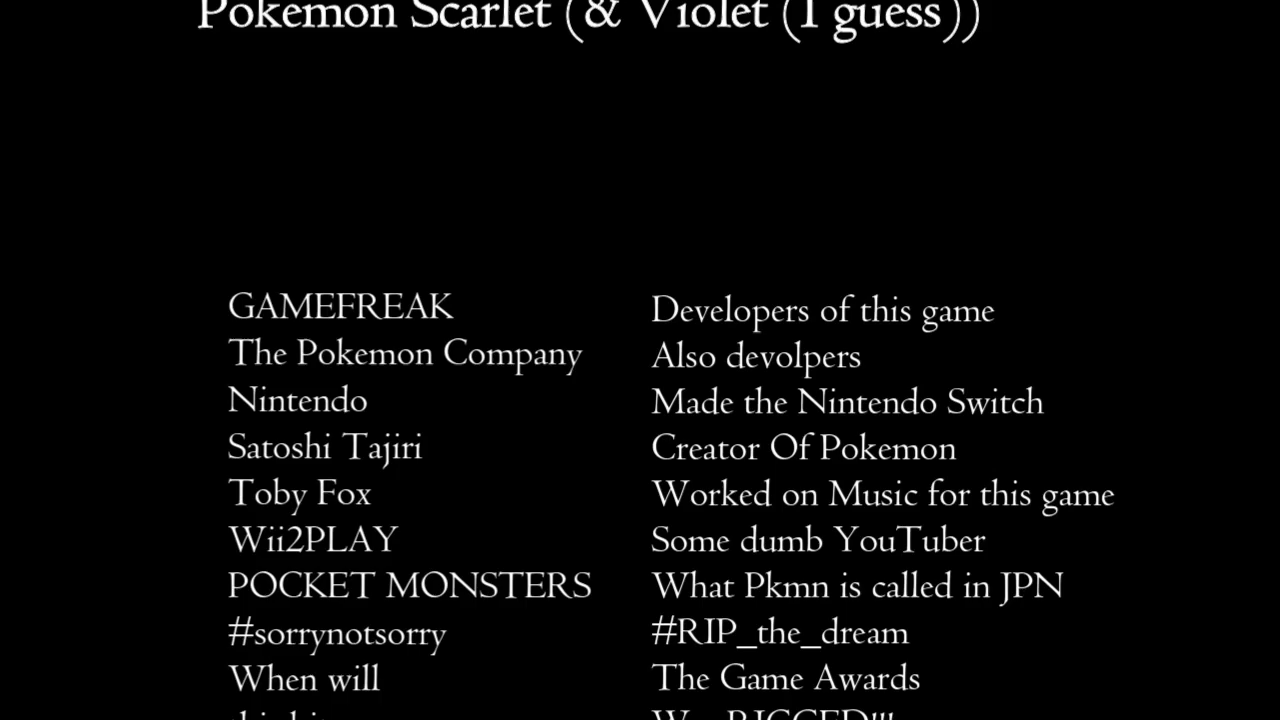 Pokemon Scarlet (& Violet (I guess))
GAMEFREAK Developers of this game
The Pokemon Company Also devolpers
Nintendo Made the Nintendo Switch
Satoshi Tajiri Creator Of Pokemon
Toby Fox Worked on Music for this game
Wii2PLAY Some dumb YouTuber
POCKET MONSTERS What Pkmn is called in JPN
#sorrynotsorry #RIP_the_dream
When will The Game Awards
RIGGED!!!